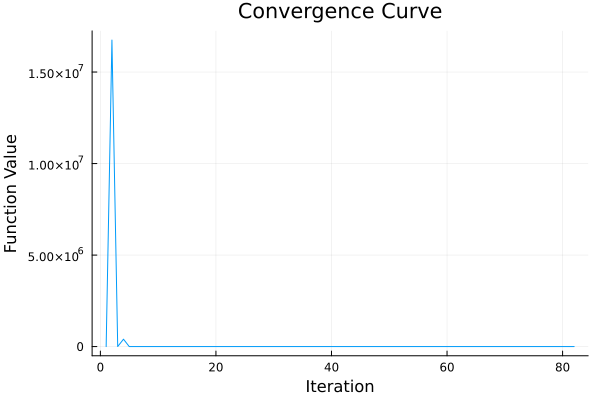 Convergence Curve
Function Value
1.50×10⁷
1.00×10⁷
5.00×10⁶
0
0 20 40 60 80
Iteration